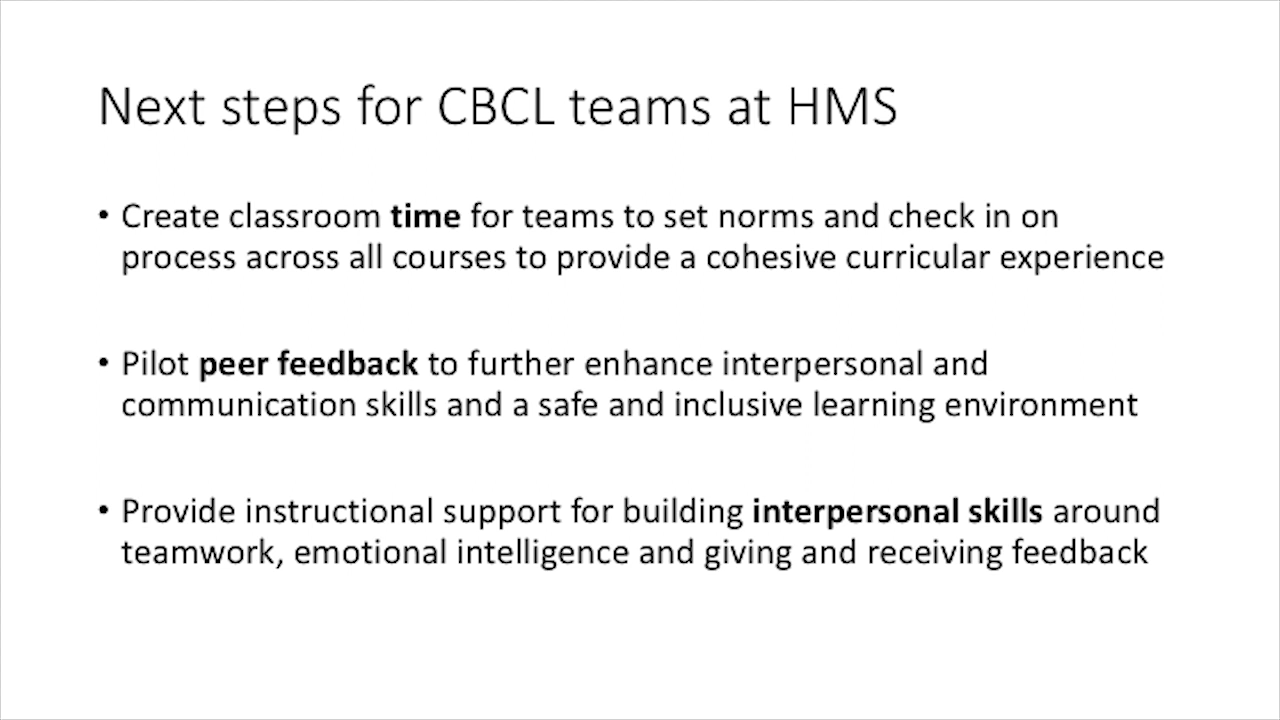 Next steps for CBCL teams at HMS
• Create classroom time for teams to set norms and check in on
process across all courses to provide a cohesive curricular experience
• Pilot peer feedback to further enhance interpersonal and
communication skills and a safe and inclusive learning environment
• Provide instructional support for building interpersonal skills around
teamwork, emotional intelligence and giving and receiving feedback